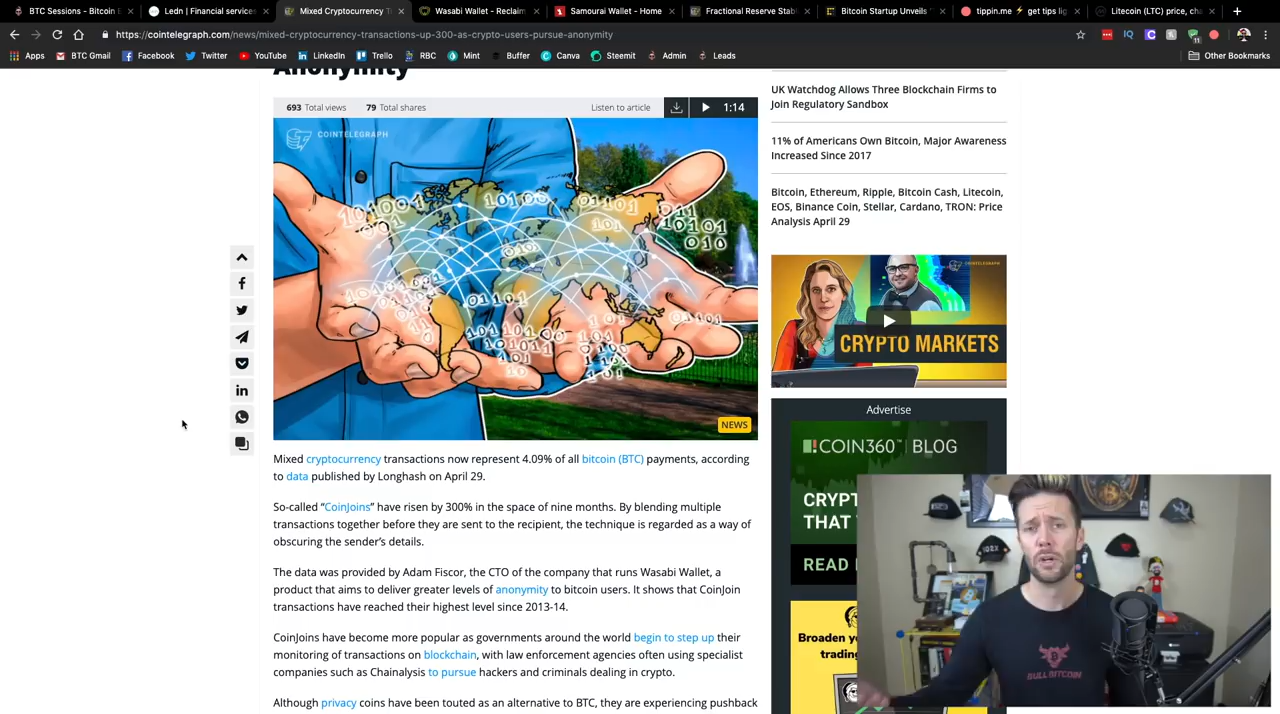 BTC Sessions - Bitcoin E
Ledn | Financial services
Mixed Cryptocurrency T
Wasabi Wallet - Reclaim
Samourai Wallet - Home
Fractional Reserve Stabl
Bitcoin Startup Unveils "
tippin.me ⚡ get tips lig
Litecoin (LTC) price, cha
https://cointelegraph.com/news/mixed-cryptocurrency-transactions-up-300-as-crypto-users-pursue-anonymity
Apps
BTC Gmail
Facebook
Twitter
YouTube
LinkedIn
Trello
RBC
Mint
Buffer
Canva
Steemit
Admin
Leads
Other Bookmarks
Anonymity
693 Total views
79 Total shares
Listen to article
1:14
COINTELEGRAPH
NEWS
Mixed cryptocurrency transactions now represent 4.09% of all bitcoin (BTC) payments, according
to data published by Longhash on April 29.
So-called “CoinJoins” have risen by 300% in the space of nine months. By blending multiple
transactions together before they are sent to the recipient, the technique is regarded as a way of
obscuring the sender’s details.
The data was provided by Adam Fiscor, the CTO of the company that runs Wasabi Wallet, a
product that aims to deliver greater levels of anonymity to bitcoin users. It shows that CoinJoin
transactions have reached their highest level since 2013-14.
CoinJoins have become more popular as governments around the world begin to step up their
monitoring of transactions on blockchain, with law enforcement agencies often using specialist
companies such as Chainalysis to pursue hackers and criminals dealing in crypto.
Although privacy coins have been touted as an alternative to BTC, they are experiencing pushback
UK Watchdog Allows Three Blockchain Firms to
Join Regulatory Sandbox
11% of Americans Own Bitcoin, Major Awareness
Increased Since 2017
Bitcoin, Ethereum, Ripple, Bitcoin Cash, Litecoin,
EOS, Binance Coin, Stellar, Cardano, TRON: Price
Analysis April 29
CRYPTO MARKETS
Advertise
COIN360 BLOG
CRYPT
THAT
READ
Broaden yo
trading
BULL BITCOIN